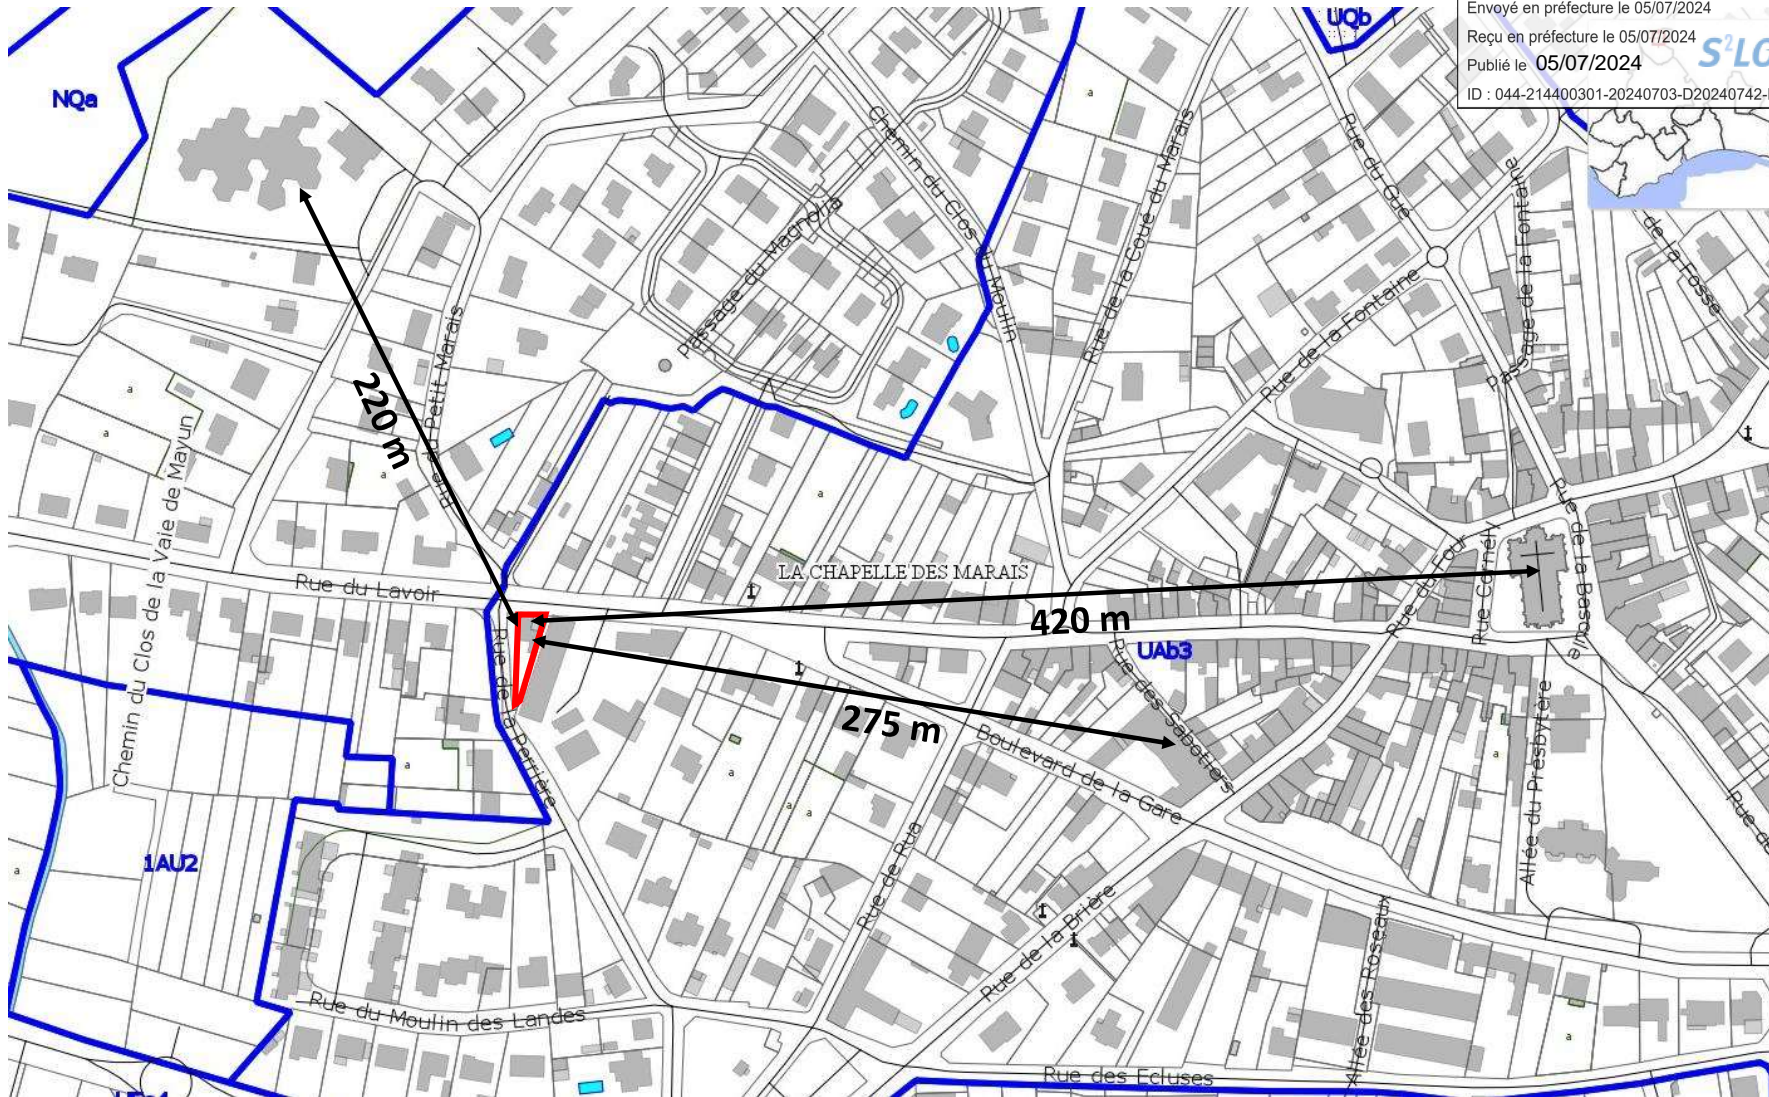 Envoyé en préfecture le 05/07/2024
Reçu en préfecture le 05/07/2024
Publié le 05/07/2024
S²LO
ID : 044-214400301-20240703-D20240742-
UQb
NQa
a
Chemin du Clos du Moulin
Rue de la Coue du Marais
Rue du Gué
Passage de la Fontaine
de la Fosse
Passage du Magnolia
Rue de la Fontaine
Rue du Petit Marais
220 m
a
a
a
a
Chemin du Clos de la Vaie de Mayun
Rue du Lavoir
LA CHAPELLE DES MARAIS
420 m
Rue du Four
Rue Cornely
Rue de la Basoule
UAb3
Rue des Sabotiers
275 m
Boulevard de la Gare
Rue de la Perrière
a
a
a
a
a
Allée du Presbytère
Rue de
1AU2
a
Rue de Rua
Rue de la Brière
Allée des Roseaux
a
Rue du Moulin des Landes
Rue des Ecluses